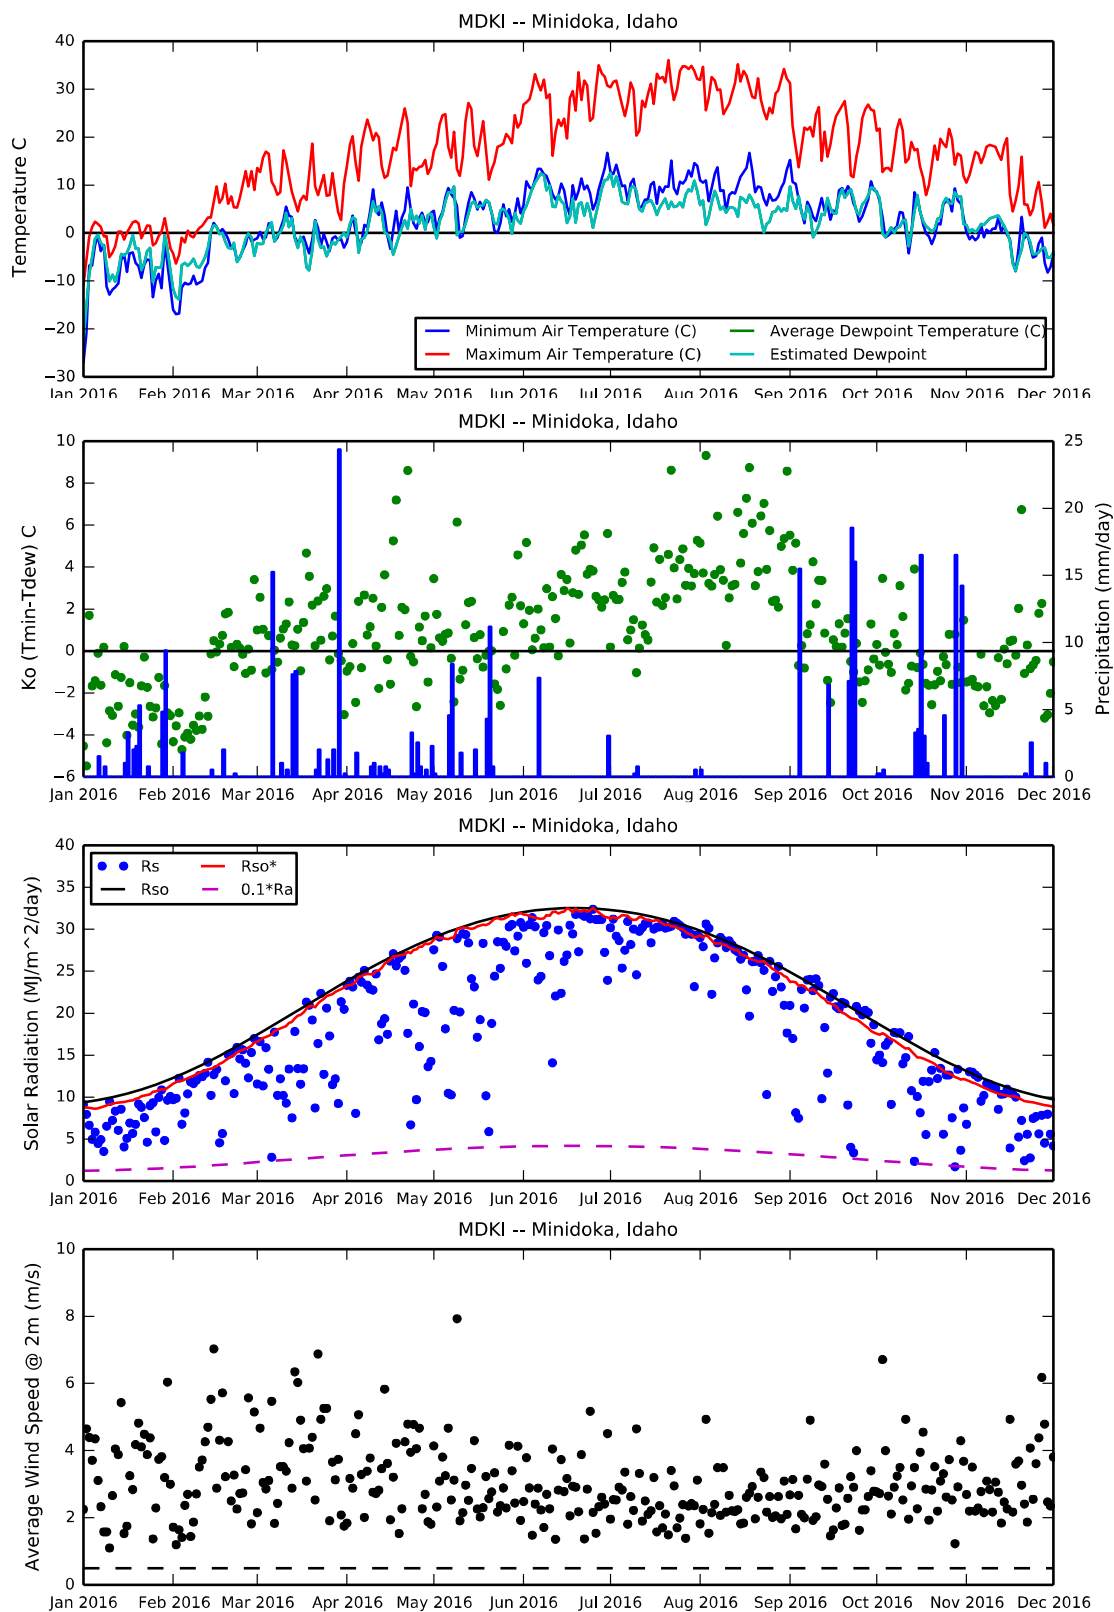 MDKI -- Minidoka, Idaho
Temperature C
40
30
20
10
0
−10
−20
−30
Minimum Air Temperature (C)
Maximum Air Temperature (C)
Average Dewpoint Temperature (C)
Estimated Dewpoint
Jan 2016 Feb 2016 Mar 2016 Apr 2016 May 2016 Jun 2016 Jul 2016 Aug 2016 Sep 2016 Oct 2016 Nov 2016 Dec 2016
MDKI -- Minidoka, Idaho
Ko (Tmin-Tdew) C
10
8
6
4
2
0
−2
−4
−6
Precipitation (mm/day)
25
20
15
10
5
0
Jan 2016 Feb 2016 Mar 2016 Apr 2016 May 2016 Jun 2016 Jul 2016 Aug 2016 Sep 2016 Oct 2016 Nov 2016 Dec 2016
MDKI -- Minidoka, Idaho
Solar Radiation (MJ/m^2/day)
40
35
30
25
20
15
10
5
0
Rs
Rso
Rso*
0.1*Ra
Jan 2016 Feb 2016 Mar 2016 Apr 2016 May 2016 Jun 2016 Jul 2016 Aug 2016 Sep 2016 Oct 2016 Nov 2016 Dec 2016
MDKI -- Minidoka, Idaho
Average Wind Speed @ 2m (m/s)
10
8
6
4
2
0
Jan 2016 Feb 2016 Mar 2016 Apr 2016 May 2016 Jun 2016 Jul 2016 Aug 2016 Sep 2016 Oct 2016 Nov 2016 Dec 2016